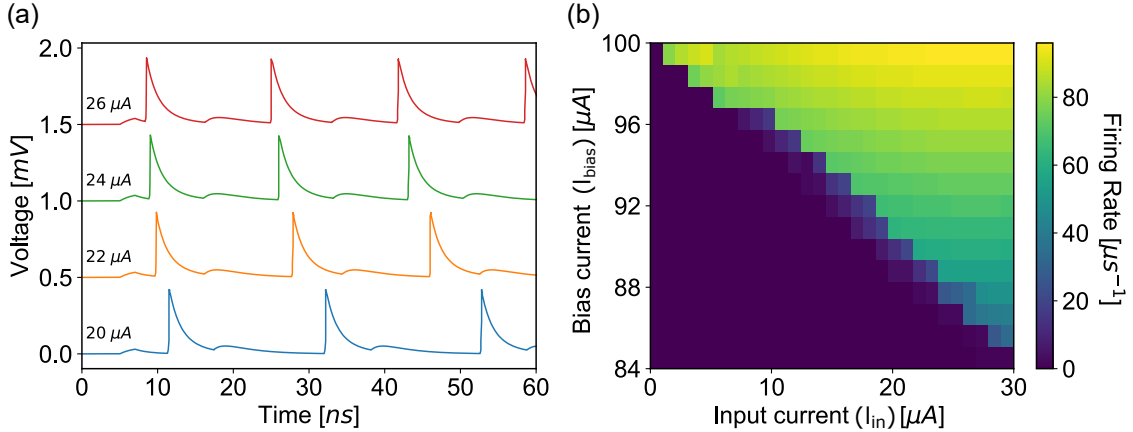 (a)
Voltage [mV]
2.0
1.5
1.0
0.5
0.0
26 μA
24 μA
22 μA
20 μA
0 10 20 30 40 50 60
Time [ns]
(b)
Bias current (I_bias) [μA]
100
96
92
88
84
0 10 20 30
Input current (I_in) [μA]
80
60
40
20
0
Firing Rate [μs⁻¹]